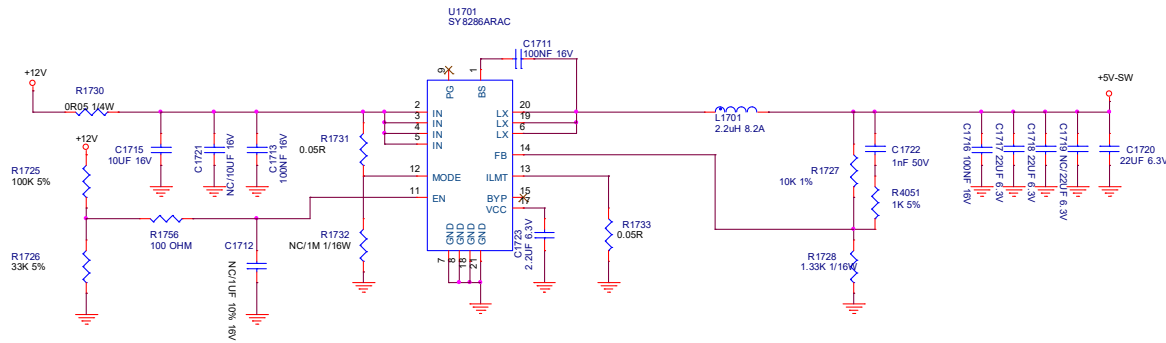 U1701
SY8286ARAC
C1711
100NF 16V
+12V
R1730
0R05 1/4W
+12V
C1715
10UF 16V
C1721
NC/10UF 16V
C1713
100NF 16V
R1731
0.05R
2
3
4
5
IN
IN
IN
IN
9
PG
1
BS
20
19
6
LX
LX
LX
14
FB
L1701
2.2uH 8.2A
+5V-SW
R1725
100K 5%
12
MODE
11
EN
13
ILMT
15
BYP
17
VCC
R1756
100 OHM
R1726
33K 5%
C1712
NC/1UF 10% 16V
R1732
NC/1M 1/16W
GND
GND
GND
GND
7
8
18
21
C1723
2.2UF 6.3V
R1733
0.05R
R1727
10K 1%
C1722
1nF 50V
R4051
1K 5%
R1728
1.33K 1/16W
C1716
100NF 16V
C1717
22UF 6.3V
C1718
22UF 6.3V
C1719
NC/22UF 6.3V
C1720
22UF 6.3V